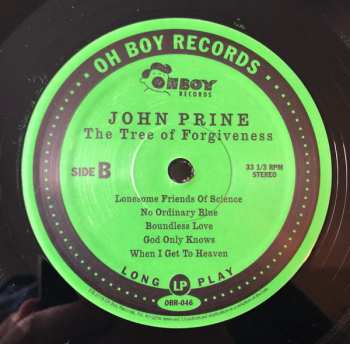 OH BOY RECORDS
OH BOY
RECORDS
JOHN PRINE
The Tree of Forgiveness
SIDE B
33 1/3 RPM
STEREO
Lonesome Friends Of Science
No Ordinary Blue
Boundless Love
God Only Knows
When I Get To Heaven
LONG LP PLAY
OBR-046